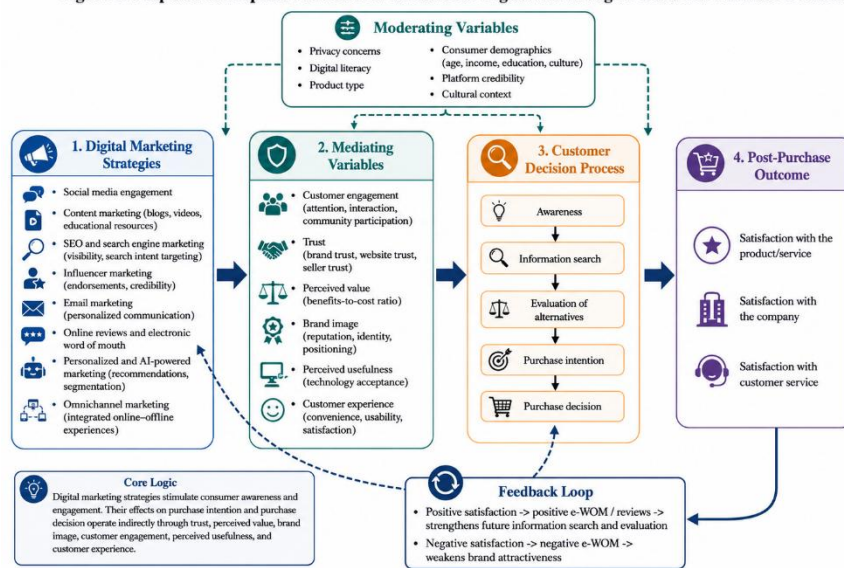 Moderating Variables
• Privacy concerns
• Digital literacy
• Product type
• Consumer demographics
(age, income, education, culture)
• Platform credibility
• Cultural context
1. Digital Marketing
Strategies
• Social media engagement
• Content marketing (blogs, videos,
educational resources)
• SEO and search engine marketing
(visibility, search intent targeting)
• Influencer marketing
(endorsements, credibility)
• Email marketing
(personalized communication)
• Online reviews and electronic
word of mouth
• Personalized and AI-powered
marketing (recommendations,
segmentation)
• Omnichannel marketing
(integrated online–offline
experiences)
2. Mediating
Variables
• Customer engagement
(attention, interaction,
community participation)
• Trust
(brand trust, website trust,
seller trust)
• Perceived value
(benefits-to-cost ratio)
• Brand image
(reputation, identity,
positioning)
• Perceived usefulness
(technology acceptance)
• Customer experience
(convenience, usability,
satisfaction)
3. Customer
Decision Process
Awareness
Information search
Evaluation of
alternatives
Purchase intention
Purchase decision
4. Post-Purchase
Outcome
Satisfaction with the
product/service
Satisfaction with
the company
Satisfaction with
customer service
Core Logic
Digital marketing strategies stimulate consumer awareness and
engagement. Their effects on purchase intention and purchase
decision operate indirectly through trust, perceived value, brand
image, customer engagement, perceived usefulness, and
customer experience.
Feedback Loop
• Positive satisfaction -> positive e-WOM / reviews ->
strengthens future information search and evaluation
• Negative satisfaction -> negative e-WOM ->
weakens brand attractiveness